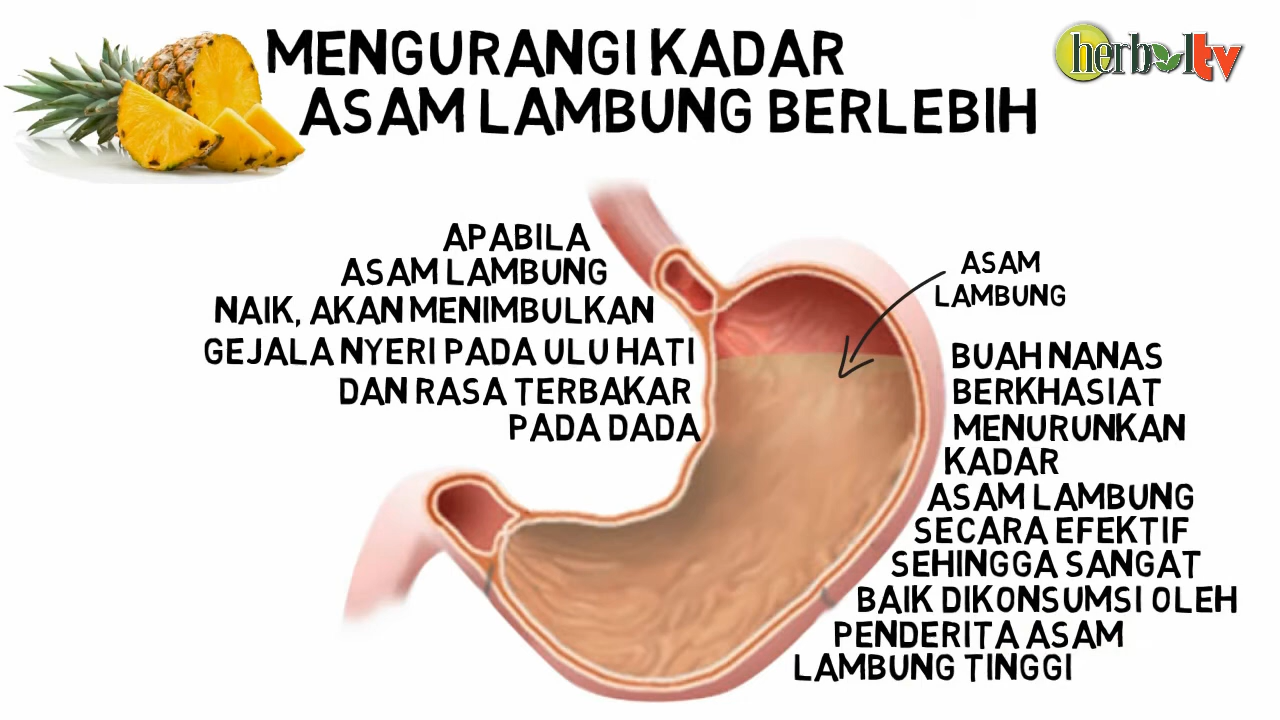 MENGURANGI KADAR
ASAM LAMBUNG BERLEBIH
herbaltv
APABILA
ASAM LAMBUNG
NAIK, AKAN MENIMBULKAN
GEJALA NYERI PADA ULU HATI
DAN RASA TERBAKAR
PADA DADA
ASAM
LAMBUNG
BUAH NANAS
BERKHASIAT
MENURUNKAN
KADAR
ASAM LAMBUNG
SECARA EFEKTIF
SEHINGGA SANGAT
BAIK DIKONSUMSI OLEH
PENDERITA ASAM
LAMBUNG TINGGI